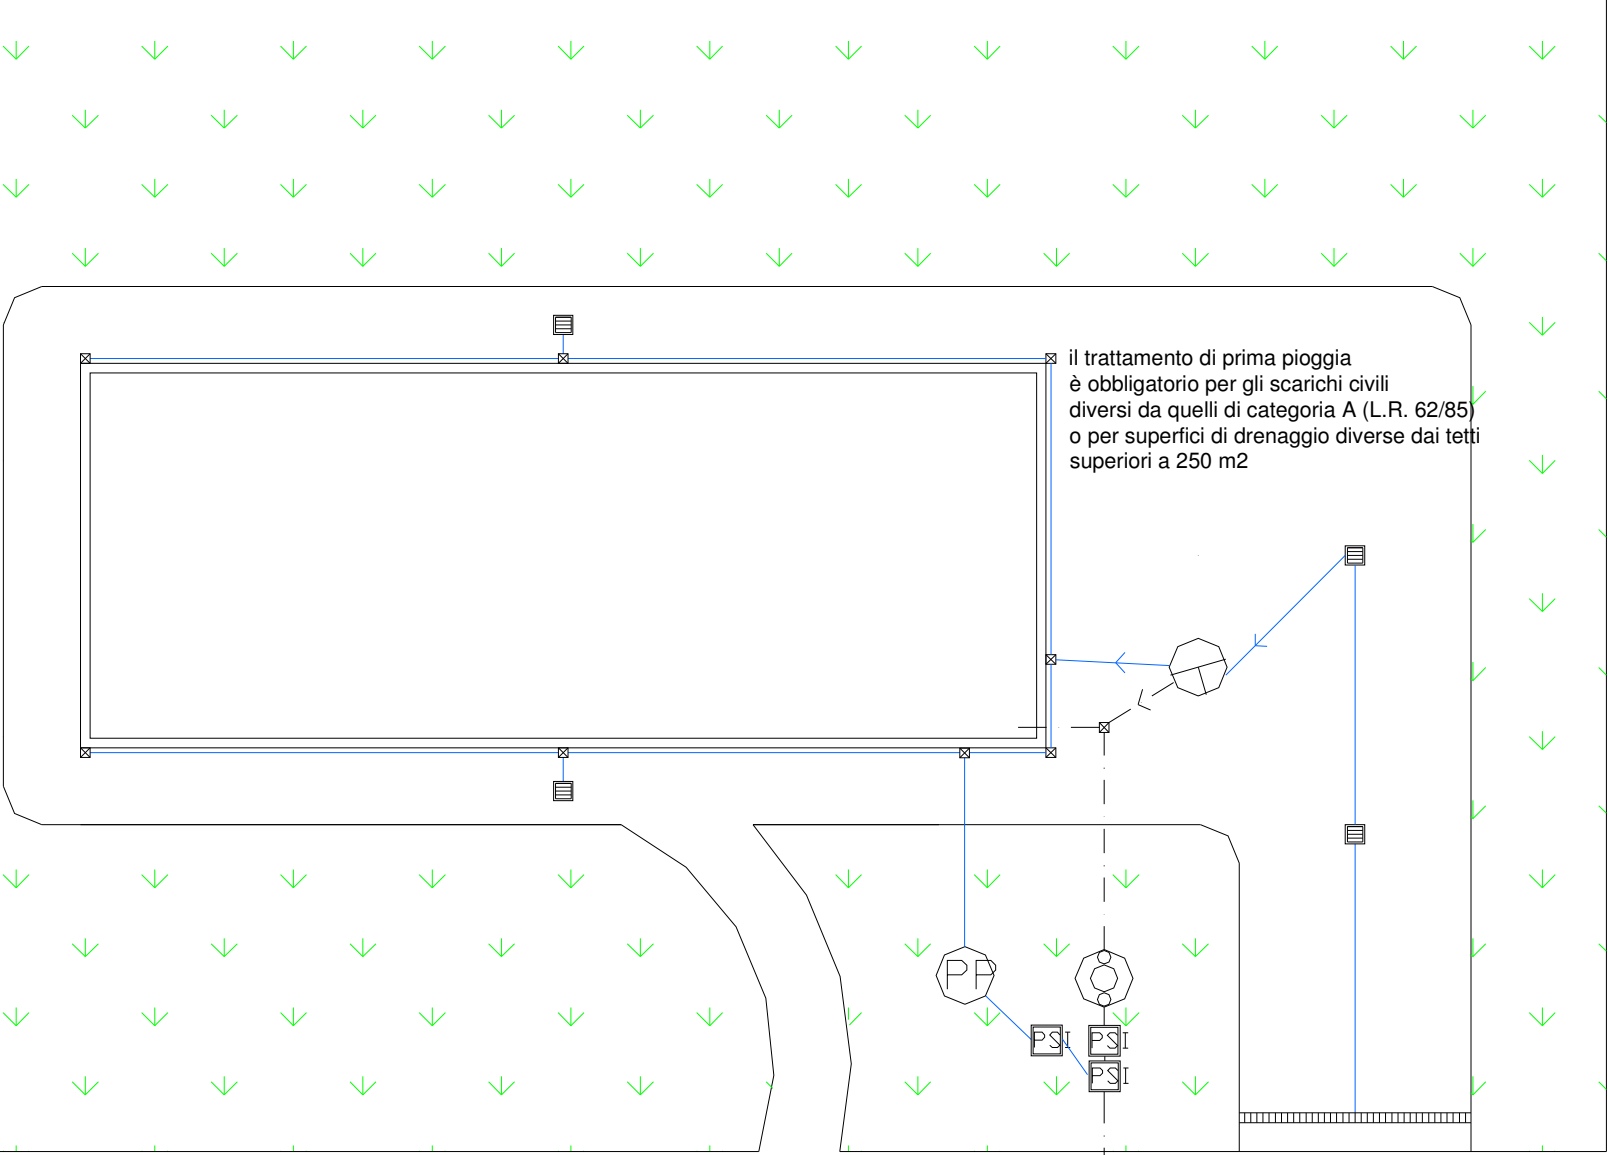 il trattamento di prima pioggia
è obbligatorio per gli scarichi civili
diversi da quelli di categoria A (L.R. 62/85)
o per superfici di drenaggio diverse dai tetti
superiori a 250 m2
PP
PSI PSI
PSI